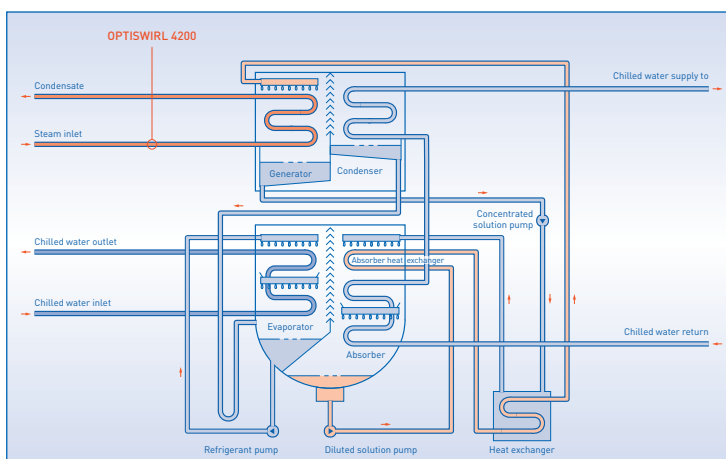 OPTISWIRL 4200
Condensate
Chilled water supply to
Steam inlet
Generator
Condenser
Concentrated
solution pump
Chilled water outlet
Absorber heat exchanger
Chilled water inlet
Evaporator
Absorber
Chilled water return
Refrigerant pump
Diluted solution pump
Heat exchanger